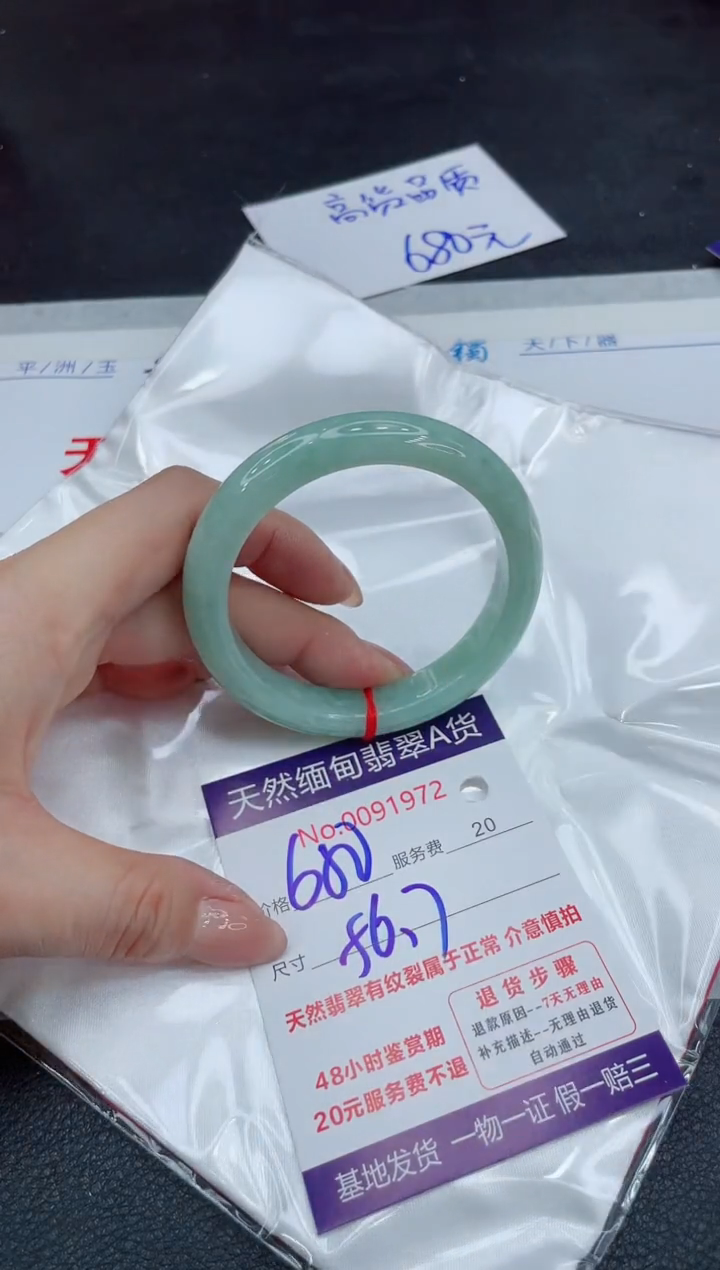 高货品质
680元
平/洲/玉
镯
天/下/器
天
天然缅甸翡翠A货
No.0091972
价格 680 服务费 20
尺寸 56.7
天然翡翠有纹裂属于正常 介意慎拍
退货步骤
退款原因--7天无理由
补充描述--无理由退货
自动通过
48小时鉴赏期
20元服务费不退
基地发货 一物一证 假一赔三